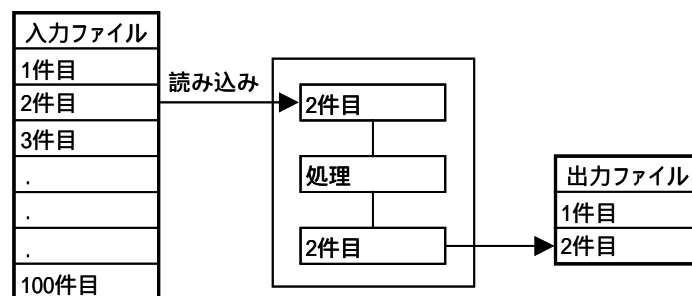 入力ファイル
1件目
2件目
3件目
.
.
.
100件目
読み込み
2件目
処理
2件目
出力ファイル
1件目
2件目